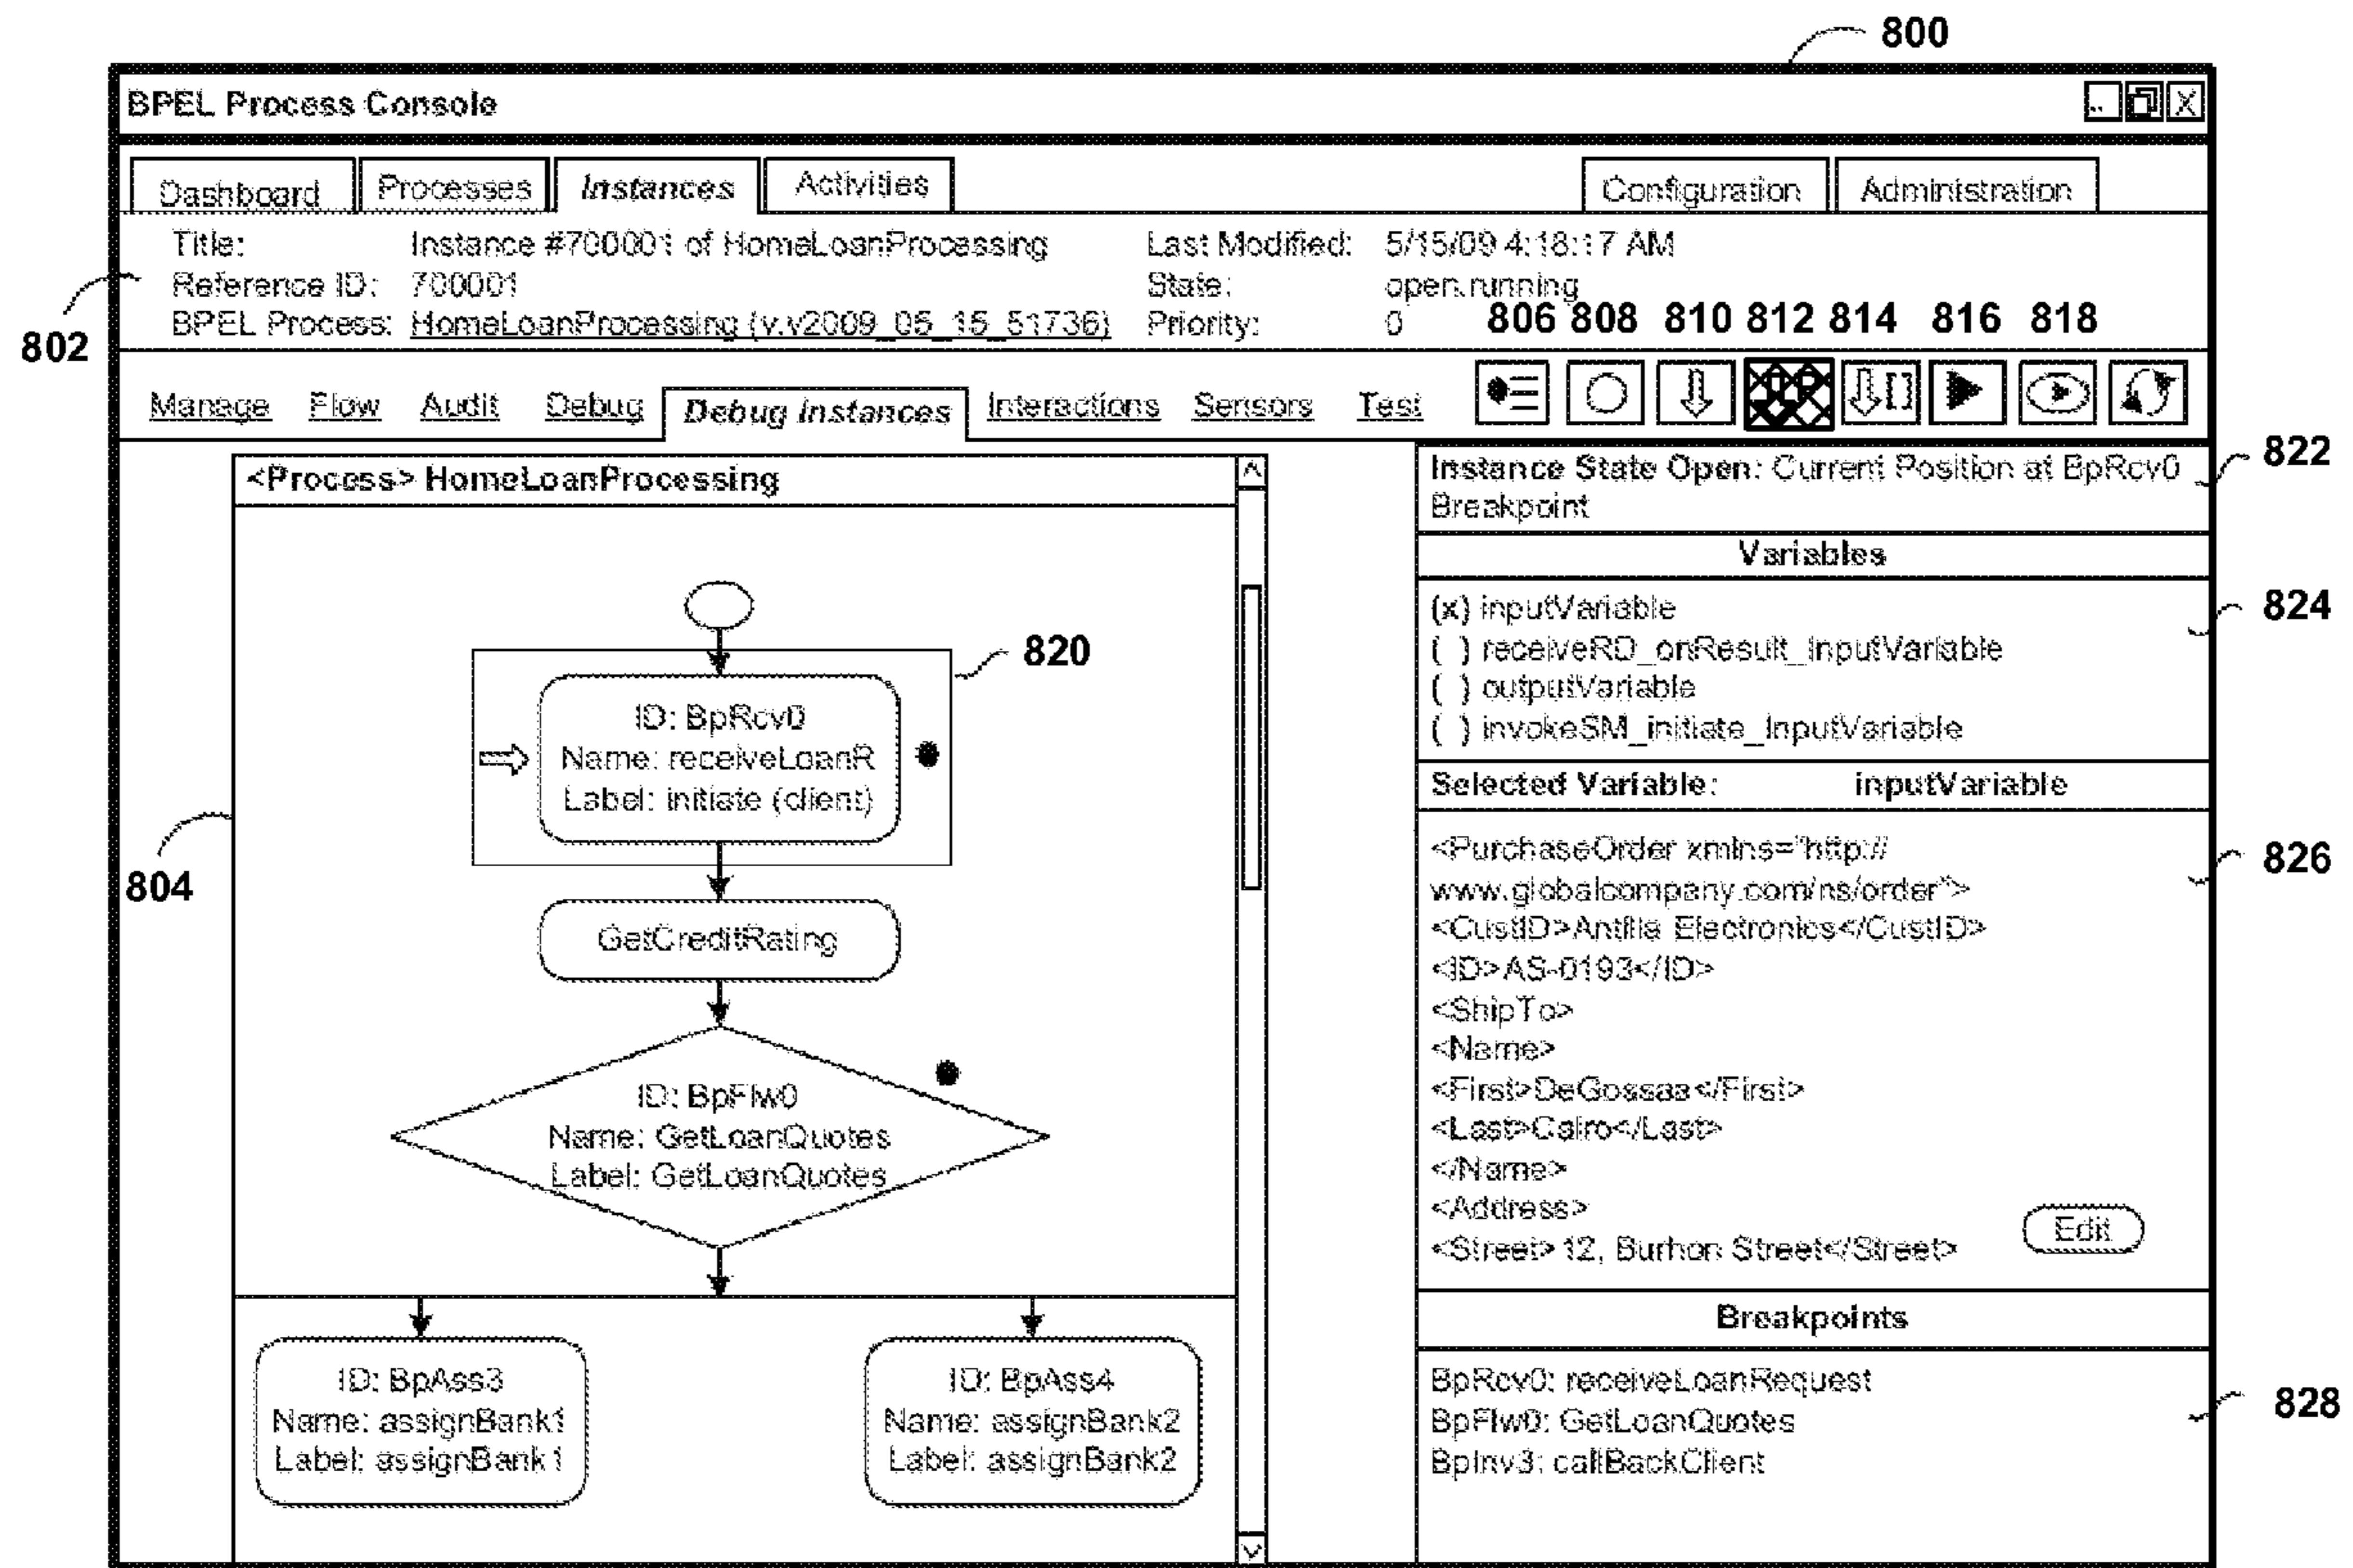 800
BPEL Process Console
Dashboard Processes Instances Activities Configuration Administration
Title: Instance #700001 of HomeLoanProcessing Last Modified: 5/15/09 4:18:17 AM
Reference ID: 700001 State: open.running
802
BPEL Process: HomeLoanProcessing (v.v2009_05_15_51736) Priority: 0
806 808 810 812 814 816 818
Manage Flow Audit Debug Debug Instances Interactions Sensors Test
<Process> HomeLoanProcessing
820
ID: BpRcv0
Name: receiveLoanR
Label: initiate (client)
804
GetCreditRating
ID: BpFlw0
Name: GetLoanQuotes
Label: GetLoanQuotes
ID: BpAss3
Name: assignBank1
Label: assignBank1
ID: BpAss4
Name: assignBank2
Label: assignBank2
Instance State Open: Current Position at BpRcv0
Breakpoint
822
Variables
(x) inputVariable
( ) receiveRD_onResult_InputVariable
( ) outputVariable
( ) invokeSM_initiate_InputVariable
824
Selected Variable: inputVariable
<PurchaseOrder xmlns="http://
www.globalcompany.com/ns/order">
<CustID>Antilla Electronics</CustID>
<ID>AS-0193</ID>
<ShipTo>
<Name>
<First>DeGossaa</First>
<Last>Cairo</Last>
</Name>
<Address>
<Street>12, Burhon Street</Street>
Edit
826
Breakpoints
BpRcv0: receiveLoanRequest
BpFlw0: GetLoanQuotes
BpInv3: callBackClient
828